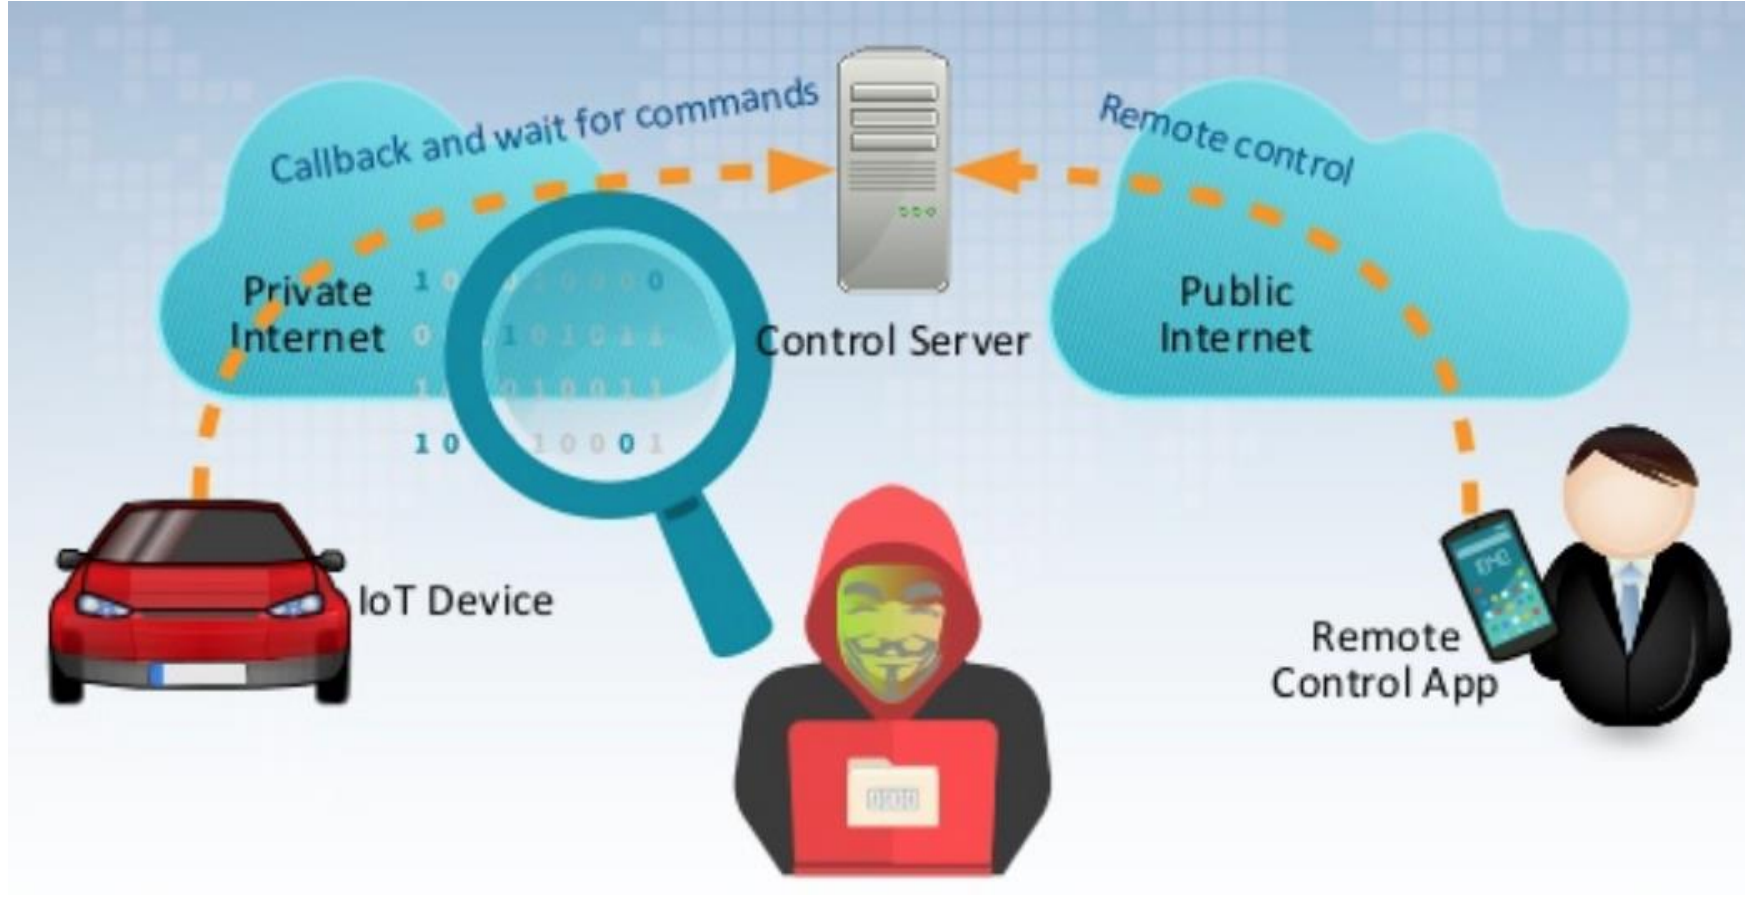 Callback and wait for commands
Remote control
Private
Internet
Public
Internet
Control Server
IoT Device
Remote
Control App